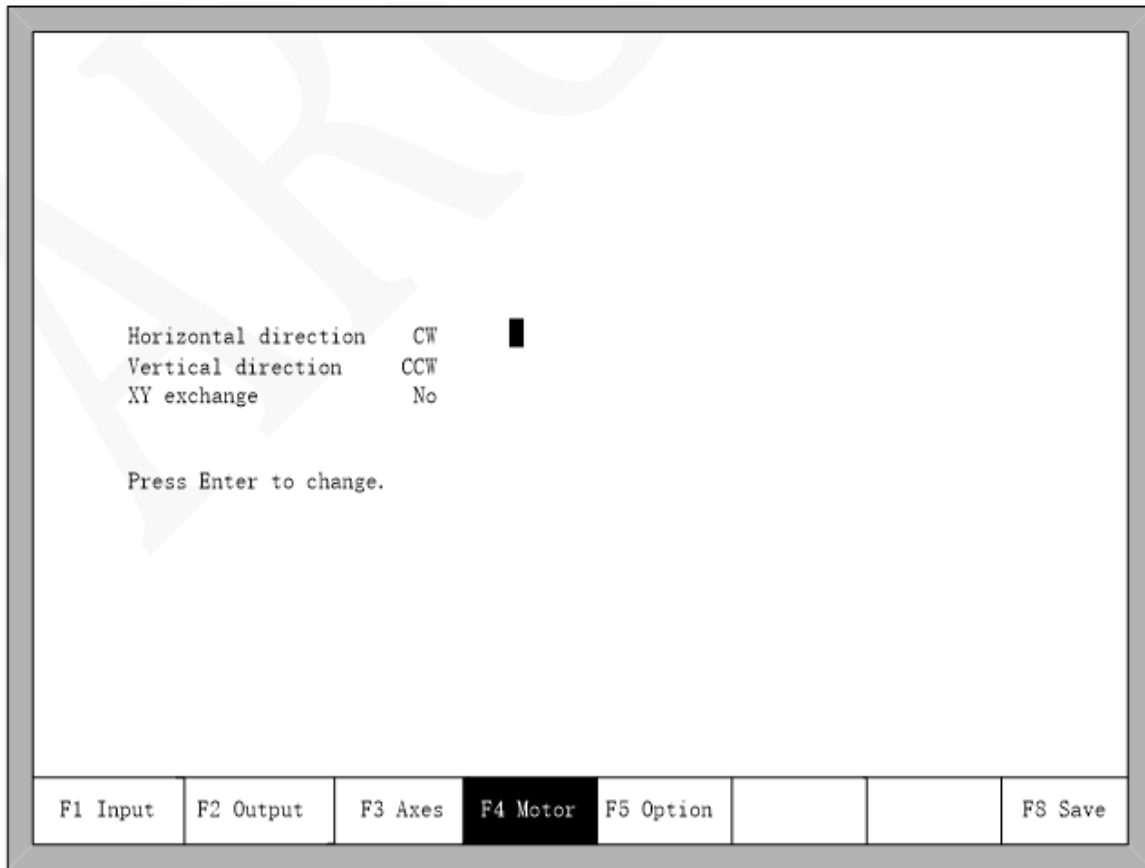 Horizontal direction CW
Vertical direction CCW
XY exchange No
Press Enter to change.
F1 Input F2 Output F3 Axes F4 Motor F5 Option F8 Save